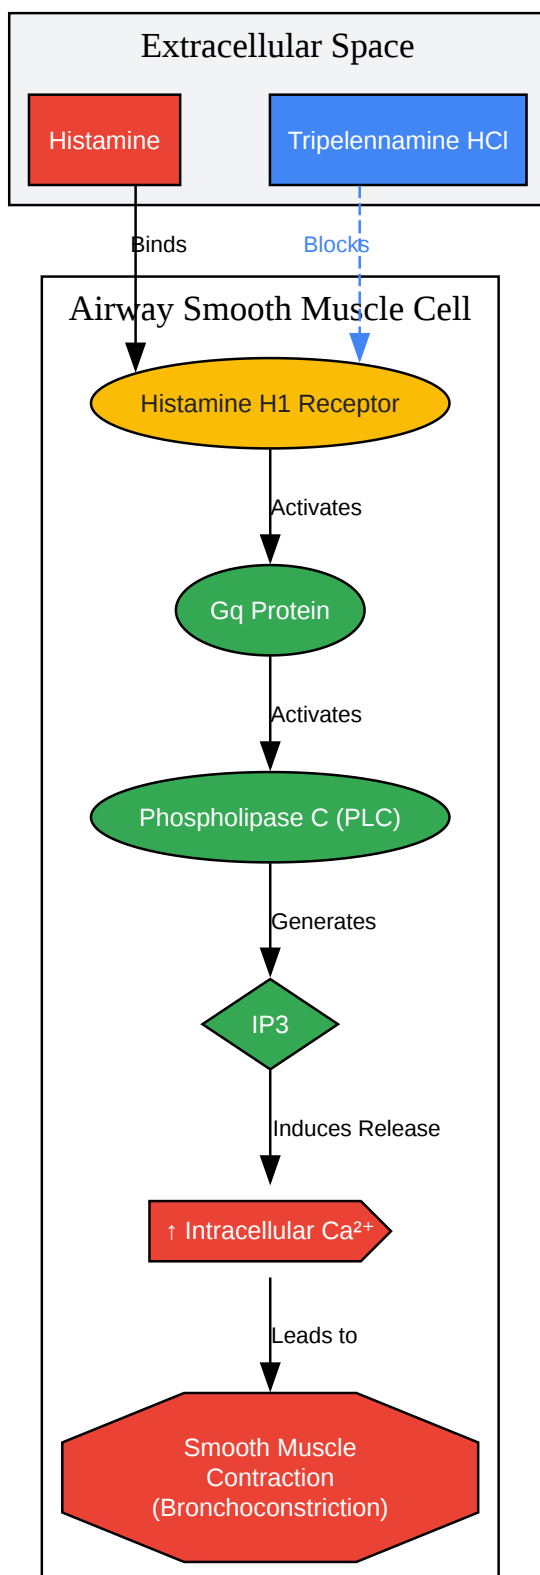 Extracellular Space
Histamine
Tripelennamine HCl
Binds
Blocks
Airway Smooth Muscle Cell
Histamine H1 Receptor
Activates
Gq Protein
Activates
Phospholipase C (PLC)
Generates
IP3
Induces Release
↑ Intracellular Ca²⁺
Leads to
Smooth Muscle
Contraction
(Bronchoconstriction)